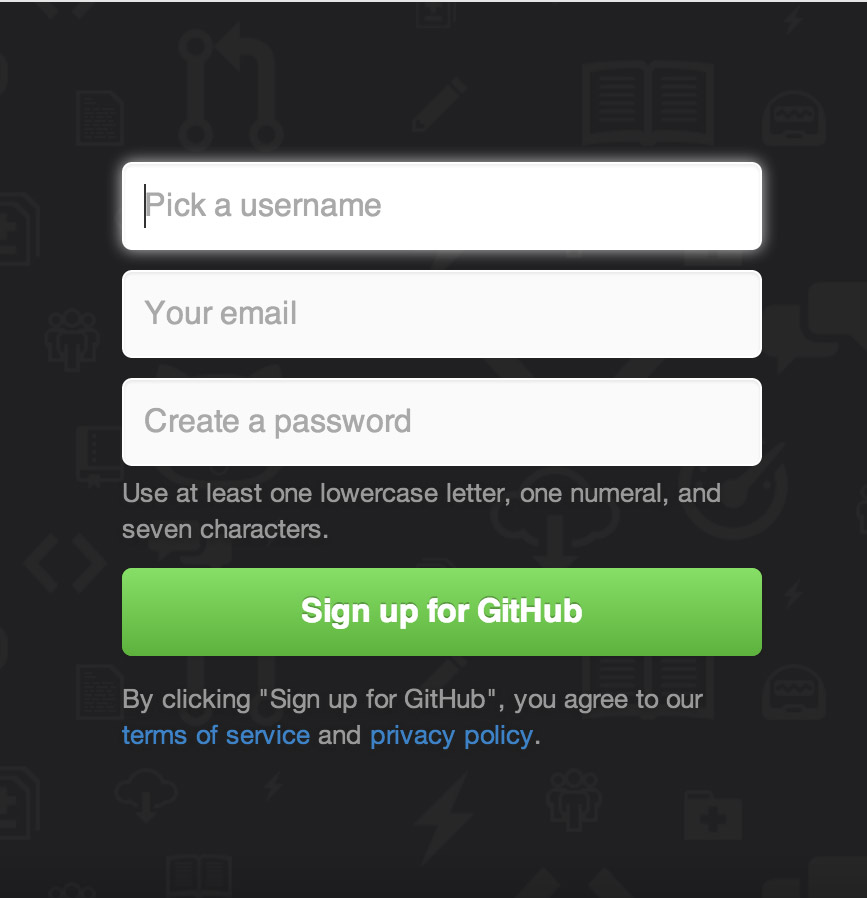 Pick a username
Your email
Create a password
Use at least one lowercase letter, one numeral, and
seven characters.
Sign up for GitHub
By clicking "Sign up for GitHub", you agree to our
terms of service and privacy policy.